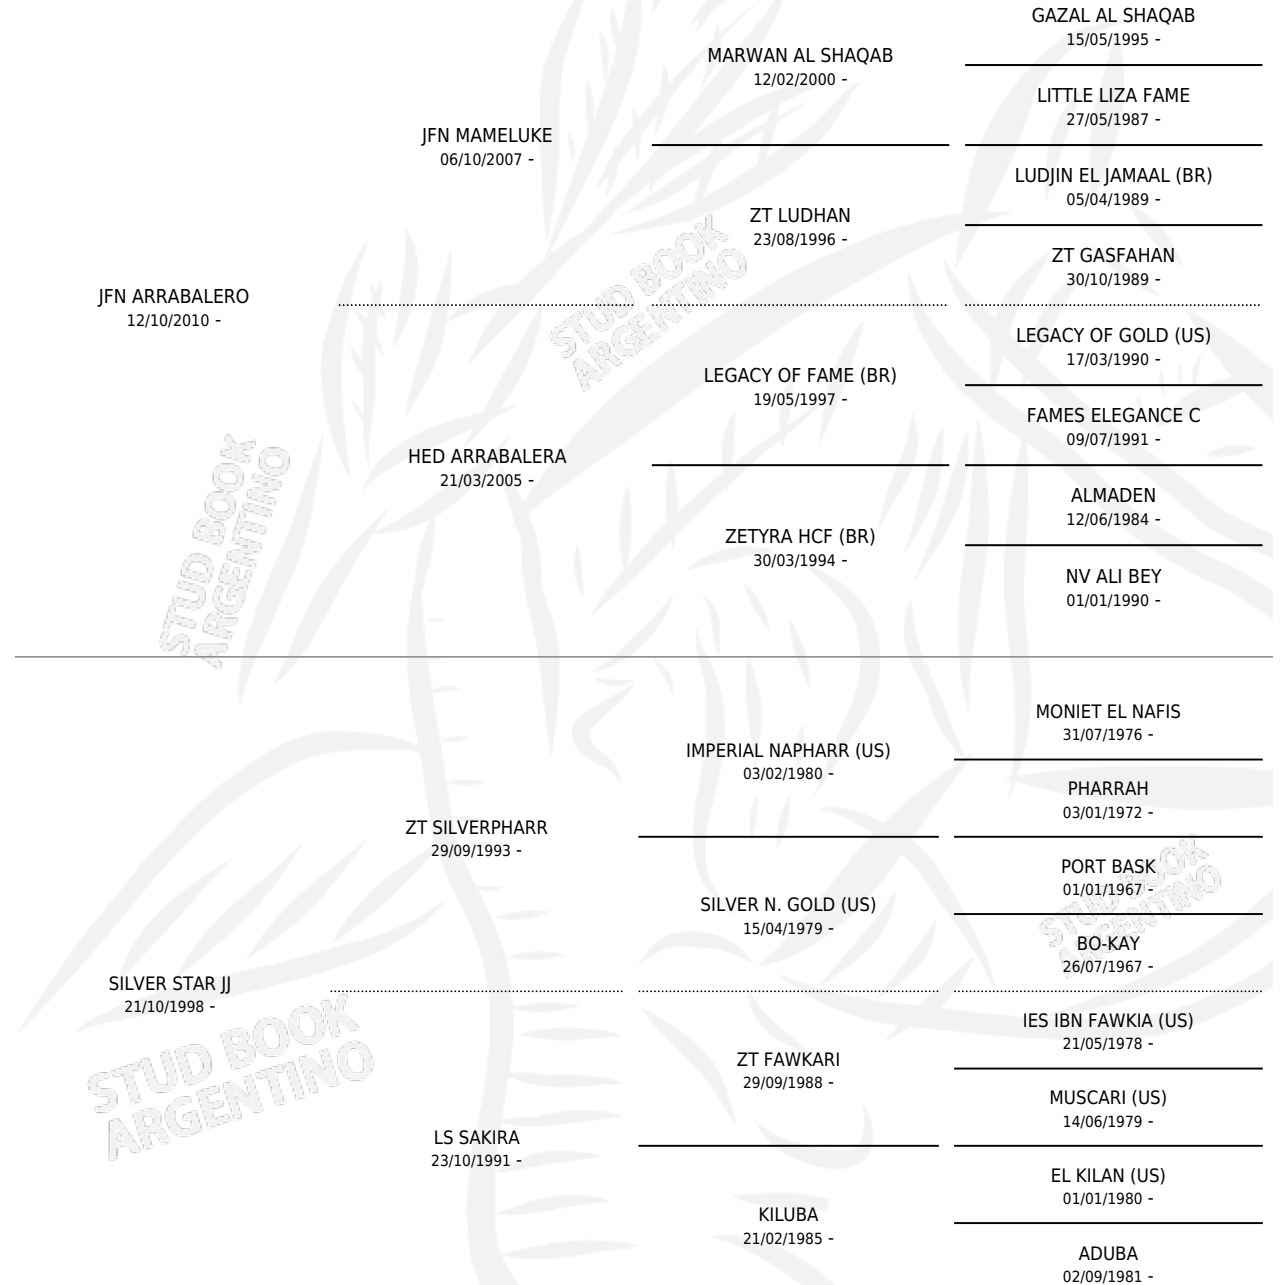 GAZAL AL SHAQAB
15/05/1995 -
MARWAN AL SHAQAB
12/02/2000 -
LITTLE LIZA FAME
27/05/1987 -
JFN MAMELUKE
06/10/2007 -
LUDJIN EL JAMAAL (BR)
05/04/1989 -
ZT LUDHAN
23/08/1996 -
ZT GASFAHAN
30/10/1989 -
STUD BOOK
ARGENTINO
JFN ARRABALERO
12/10/2010 -
LEGACY OF GOLD (US)
17/03/1990 -
LEGACY OF FAME (BR)
19/05/1997 -
FAMES ELEGANCE C
09/07/1991 -
HED ARRABALERA
21/03/2005 -
ALMADEN
12/06/1984 -
ZETYRA HCF (BR)
30/03/1994 -
NV ALI BEY
01/01/1990 -
STUD BOOK
ARGENTINO
MONIET EL NAFIS
31/07/1976 -
IMPERIAL NAPHARR (US)
03/02/1980 -
PHARRAH
03/01/1972 -
ZT SILVERPHARR
29/09/1993 -
PORT BASK
01/01/1967 -
SILVER N. GOLD (US)
15/04/1979 -
BO-KAY
26/07/1967 -
STUD BOOK
ARGENTINO
SILVER STAR JJ
21/10/1998 -
IES IBN FAWKIA (US)
21/05/1978 -
ZT FAWKARI
29/09/1988 -
MUSCARI (US)
14/06/1979 -
STUD BOOK
ARGENTINO
LS SAKIRA
23/10/1991 -
EL KILAN (US)
01/01/1980 -
KILUBA
21/02/1985 -
ADUBA
02/09/1981 -